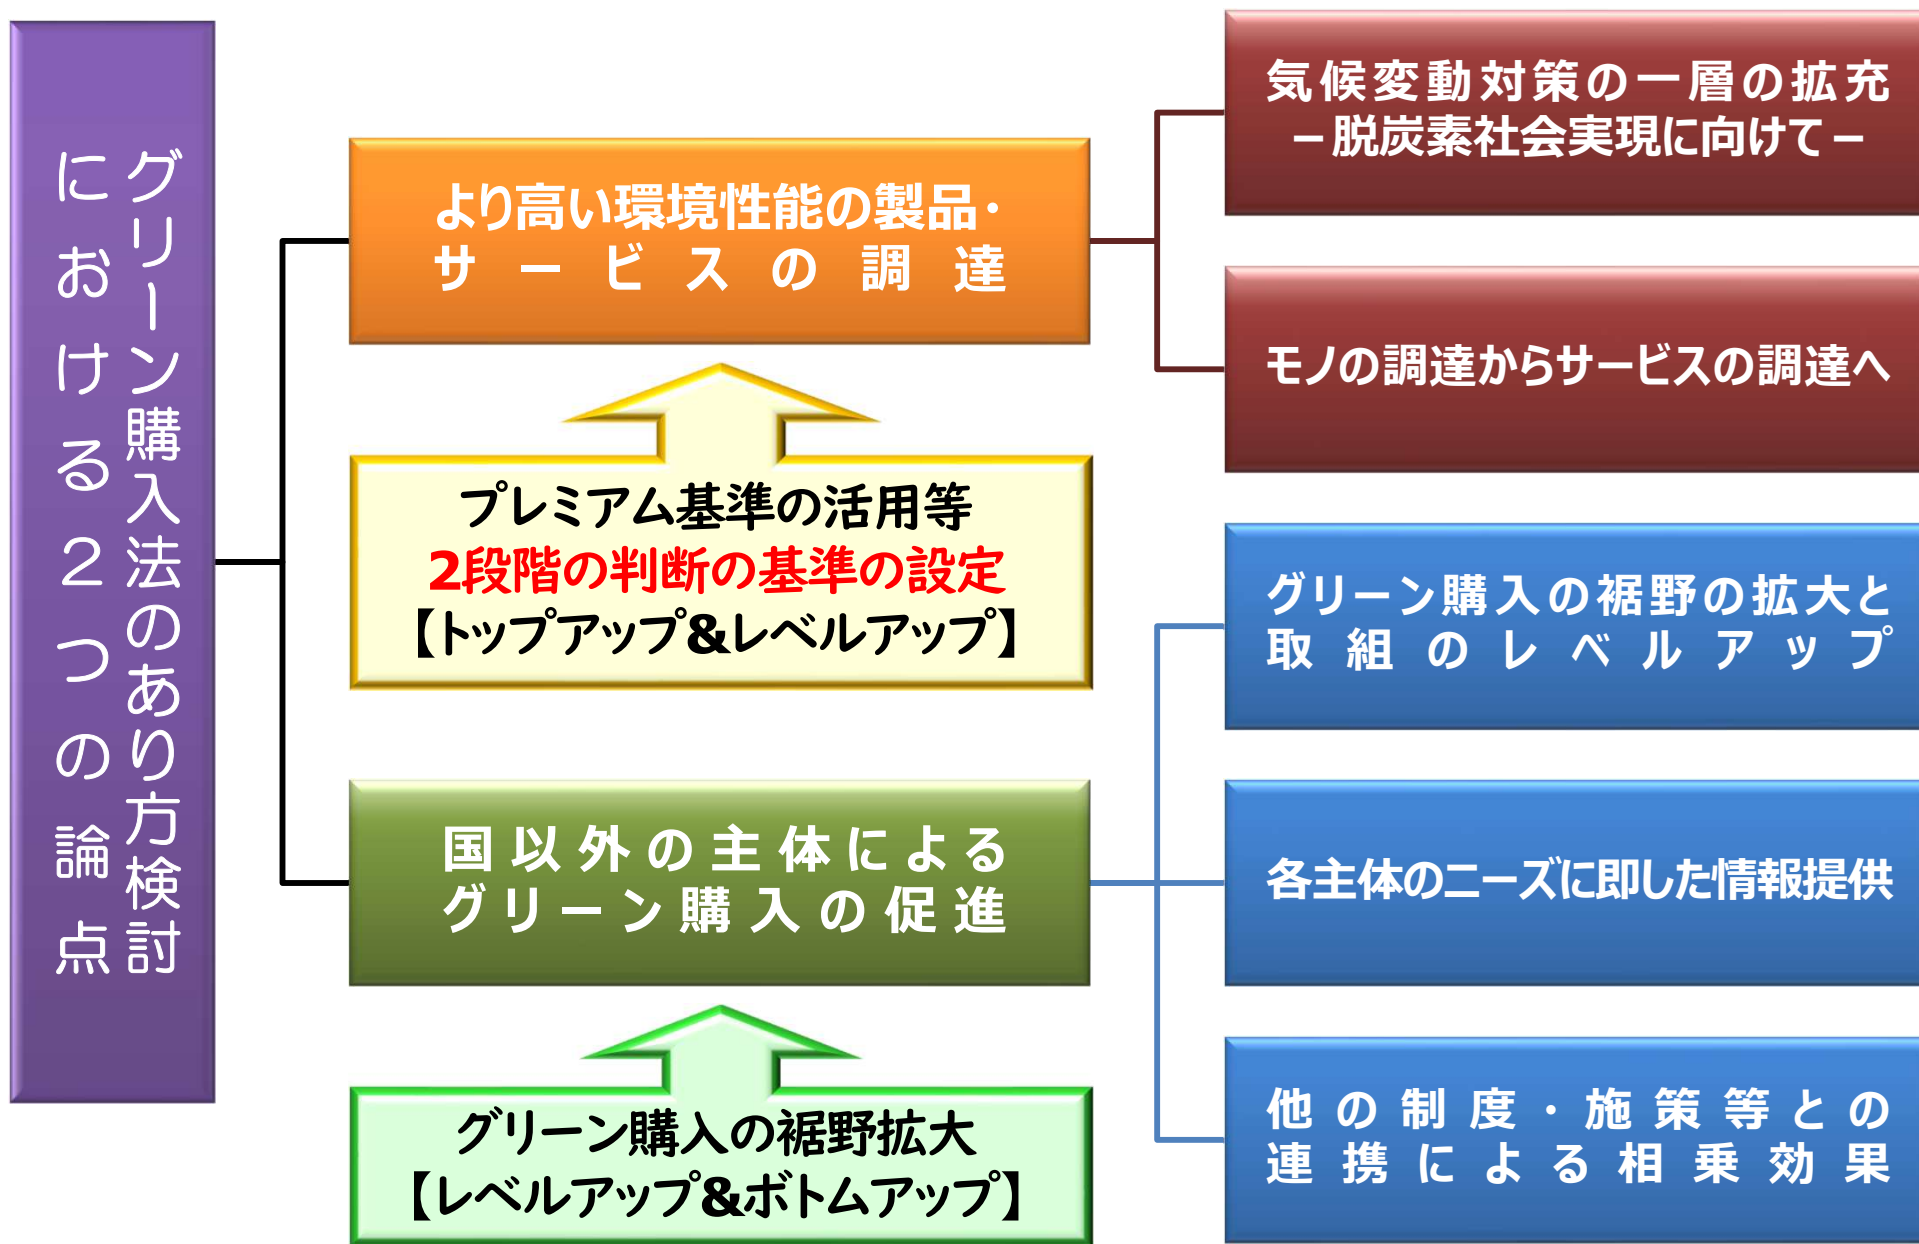 グリーン購入法のあり方検討
における２つの論点
より高い環境性能の製品・
サービスの調達
プレミアム基準の活用等
2段階の判断の基準の設定
【トップアップ&レベルアップ】
国以外の主体による
グリーン購入の促進
グリーン購入の裾野拡大
【レベルアップ&ボトムアップ】
気候変動対策の一層の拡充
－脱炭素社会実現に向けて－
モノの調達からサービスの調達へ
グリーン購入の裾野の拡大と
取組のレベルアップ
各主体のニーズに即した情報提供
他の制度・施策等との
連携による相乗効果